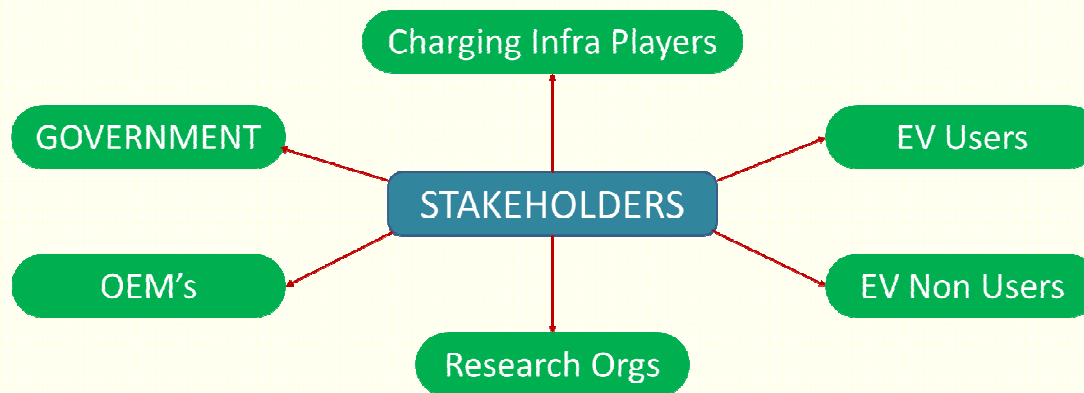 Charging Infra Players
GOVERNMENT
EV Users
STAKEHOLDERS
OEM's
EV Non Users
Research Orgs